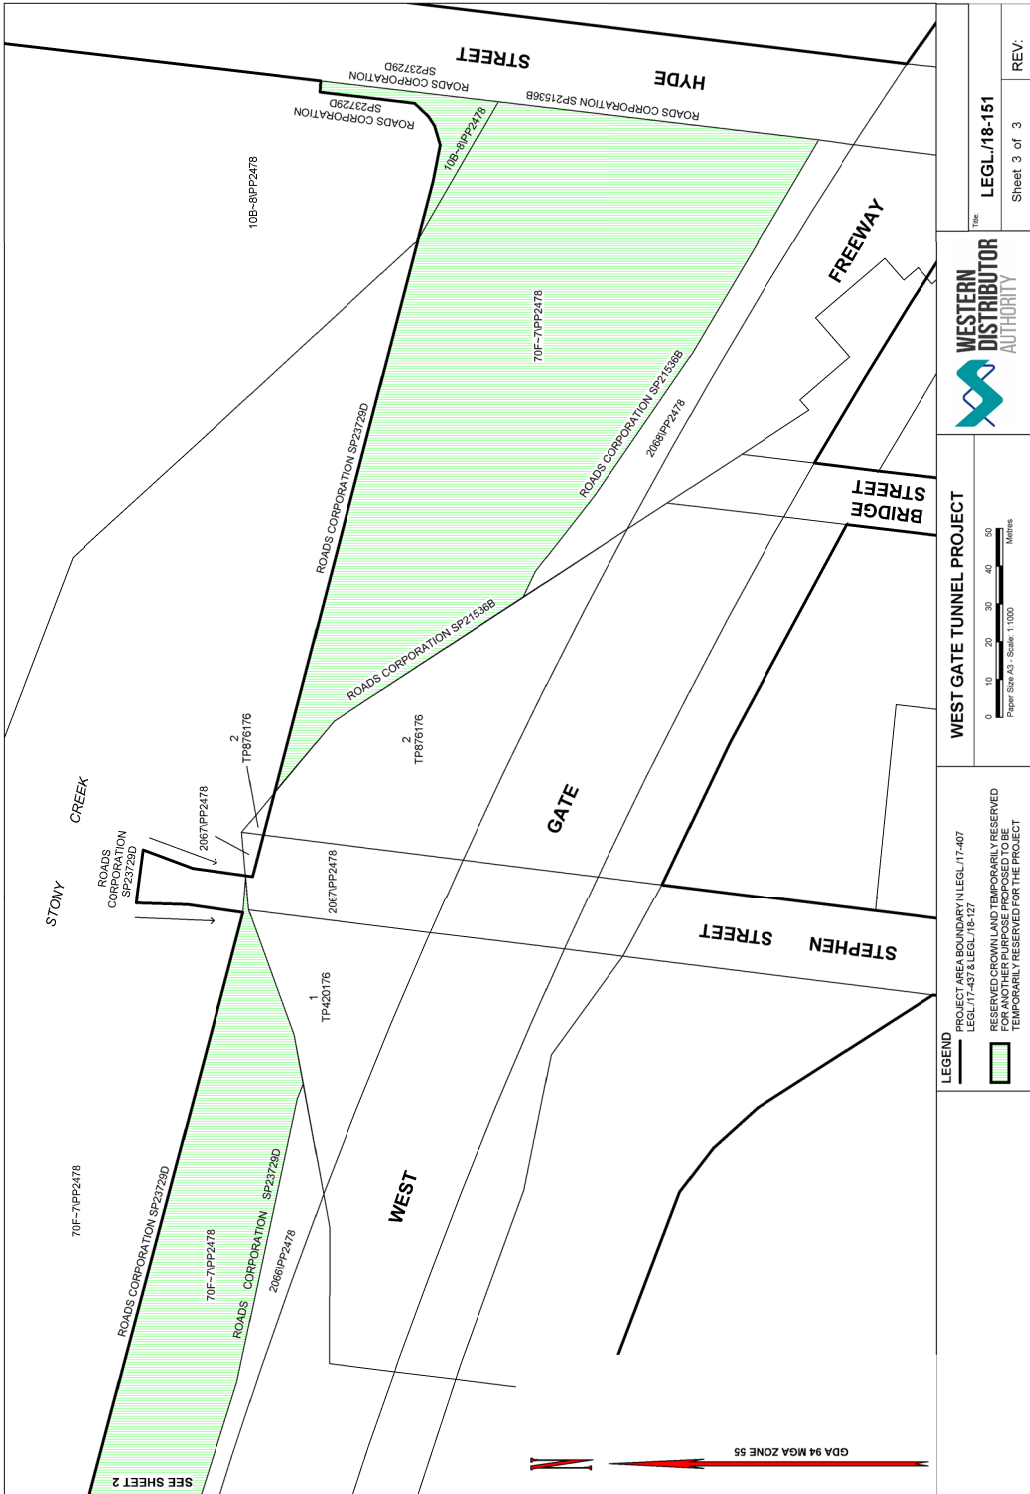 HYDE
STREET
ROADS CORPORATION
SP23729D
ROADS CORPORATION
SP23729D
ROADS CORPORATION SP21536B
10B~8\PP2478
10B~8\PP2478
FREEWAY
70F~7\PP2478
ROADS CORPORATION SP23729D
ROADS CORPORATION SP21536B
2068\PP2478
BRIDGE
STREET
ROADS CORPORATION SP21536B
2
TP876176
2
TP876176
GATE
STONY CREEK
ROADS
CORPORATION
SP23729D
2067\PP2478
2067\PP2478
STEPHEN STREET
1
TP420176
WEST
70F~7\PP2478
ROADS CORPORATION SP23729D
70F~7\PP2478
ROADS CORPORATION SP23729D
2066\PP2478
SEE SHEET 2
N
GDA 94 MGA ZONE 55
LEGEND
PROJECT AREA BOUNDARY IN LEGL./17-407
LEGL./17-437 & LEGL./18-127
RESERVED CROWN LAND TEMPORARILY RESERVED
FOR ANOTHER PURPOSE PROPOSED TO BE
TEMPORARILY RESERVED FOR THE PROJECT
WEST GATE TUNNEL PROJECT
0 10 20 30 40 50
Metres
Paper Size A3 - Scale: 1:1000
WESTERN
DISTRIBUTOR
AUTHORITY
Title:
LEGL./18-151
Sheet 3 of 3
REV: